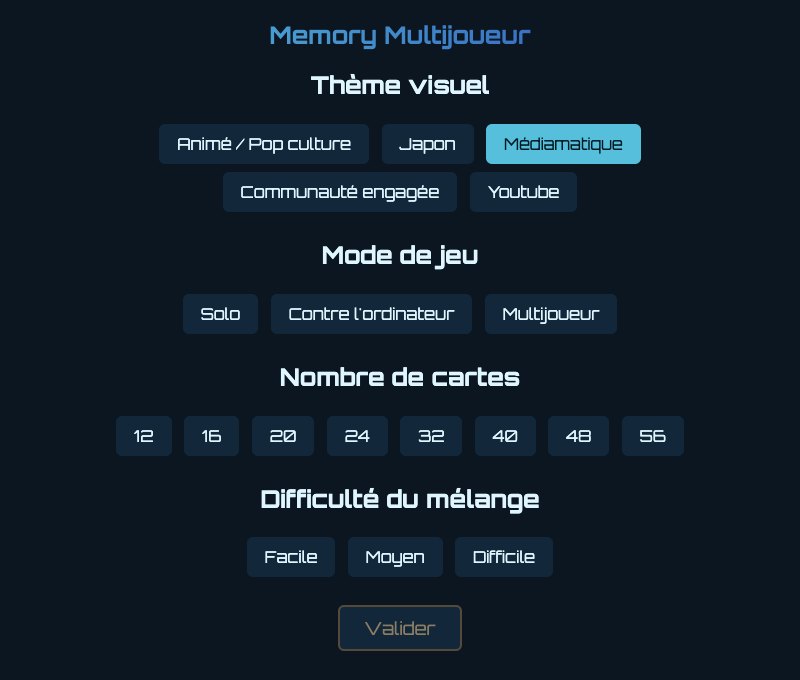 Memory Multijoueur
Thème visuel
Animé / Pop culture Japon Médiamatique
Communauté engagée Youtube
Mode de jeu
Solo Contre l'ordinateur Multijoueur
Nombre de cartes
12 16 20 24 32 40 48 56
Difficulté du mélange
Facile Moyen Difficile
Valider